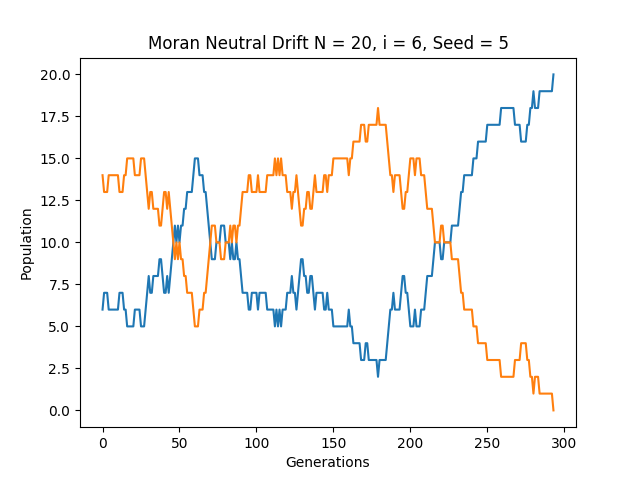 Moran Neutral Drift N = 20, i = 6, Seed = 5
20.0
17.5
15.0
12.5
10.0
7.5
5.0
2.5
0.0
Population
0 50 100 150 200 250 300
Generations